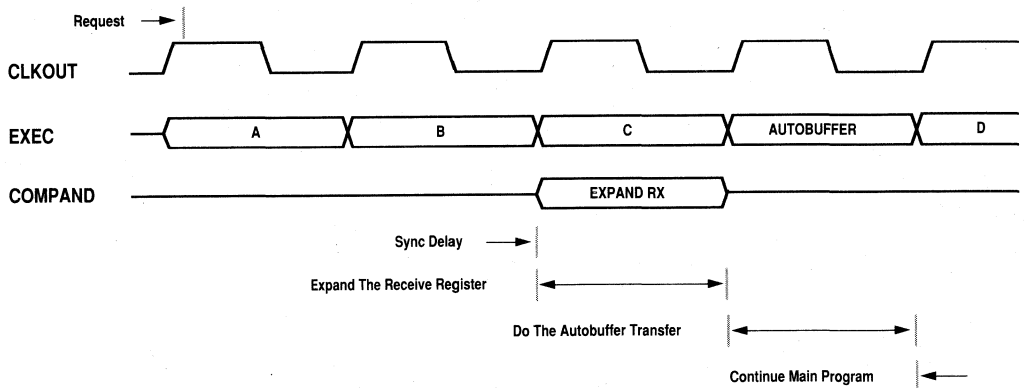 Request
CLKOUT
EXEC A B C AUTOBUFFER D
COMPAND EXPAND RX
Sync Delay
Expand The Receive Register
Do The Autobuffer Transfer
Continue Main Program